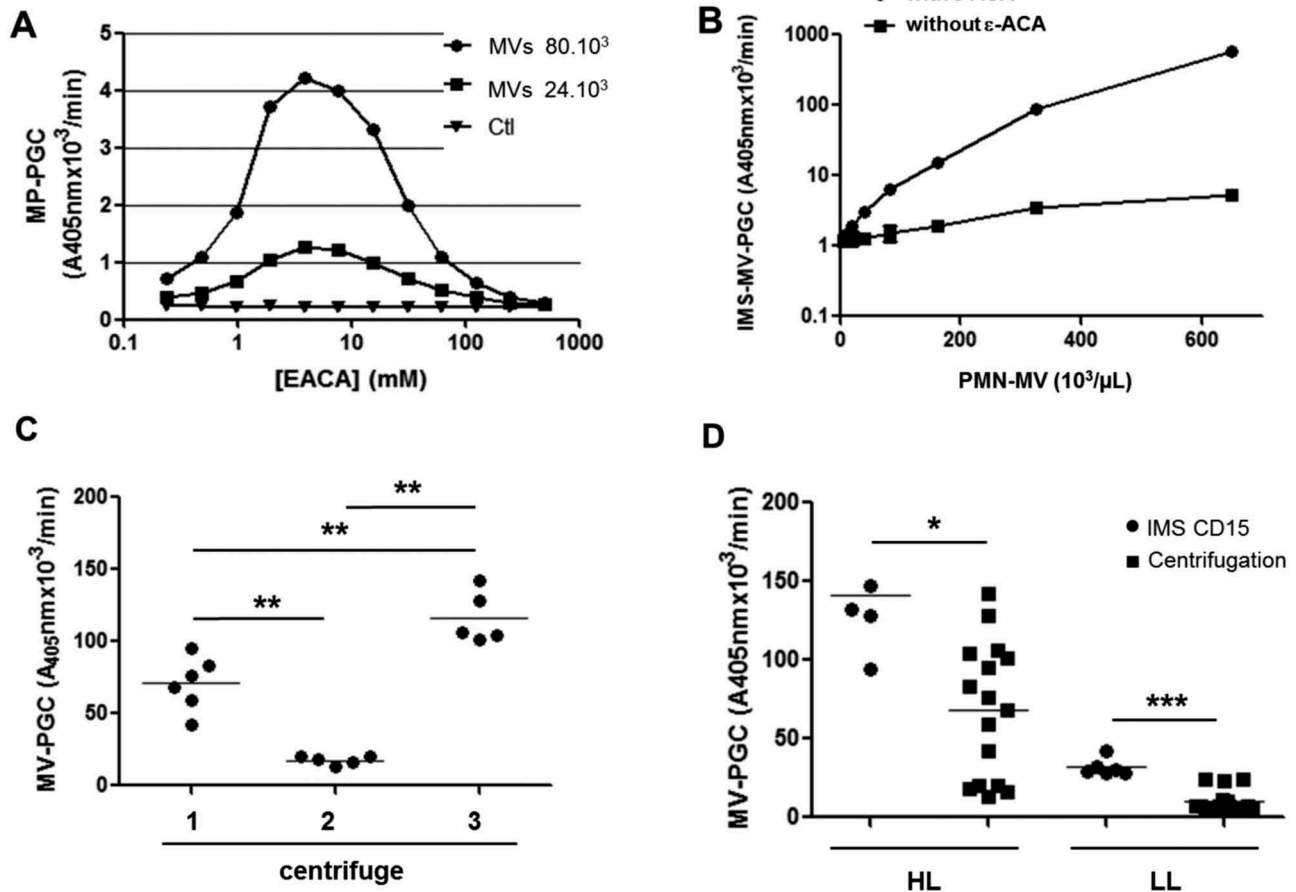 A
MP-PGC
(A405nmx10-3/min)
5
4
3
2
1
0
0.1
1
10
100
1000
[EACA] (mM)
MVs 80.10³
MVs 24.10³
Ctl
B
without ε-ACA
IMS-MV-PGC (A405nmx10³/min)
1000
100
10
1
0.1
0
200
400
600
PMN-MV (10³/µL)
C
MV-PGC (A405nmx10-3/min)
200
150
100
50
0
**
**
**
1 2 3
centrifuge
D
MV-PGC (A405nmx10-3/min)
200
150
100
50
0
*
***
IMS CD15
Centrifugation
HL
LL